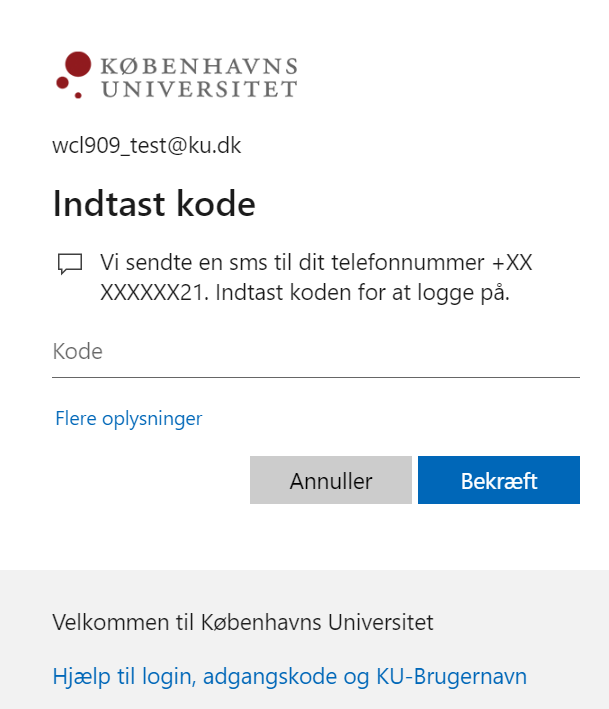 KØBENHAVNS
UNIVERSITET
wcl909_test@ku.dk
Indtast kode
Vi sendte en sms til dit telefonnummer +XX
XXXXXX21. Indtast koden for at logge på.
Kode
Flere oplysninger
Annuller
Bekræft
Velkommen til Københavns Universitet
Hjælp til login, adgangskode og KU-Brugernavn